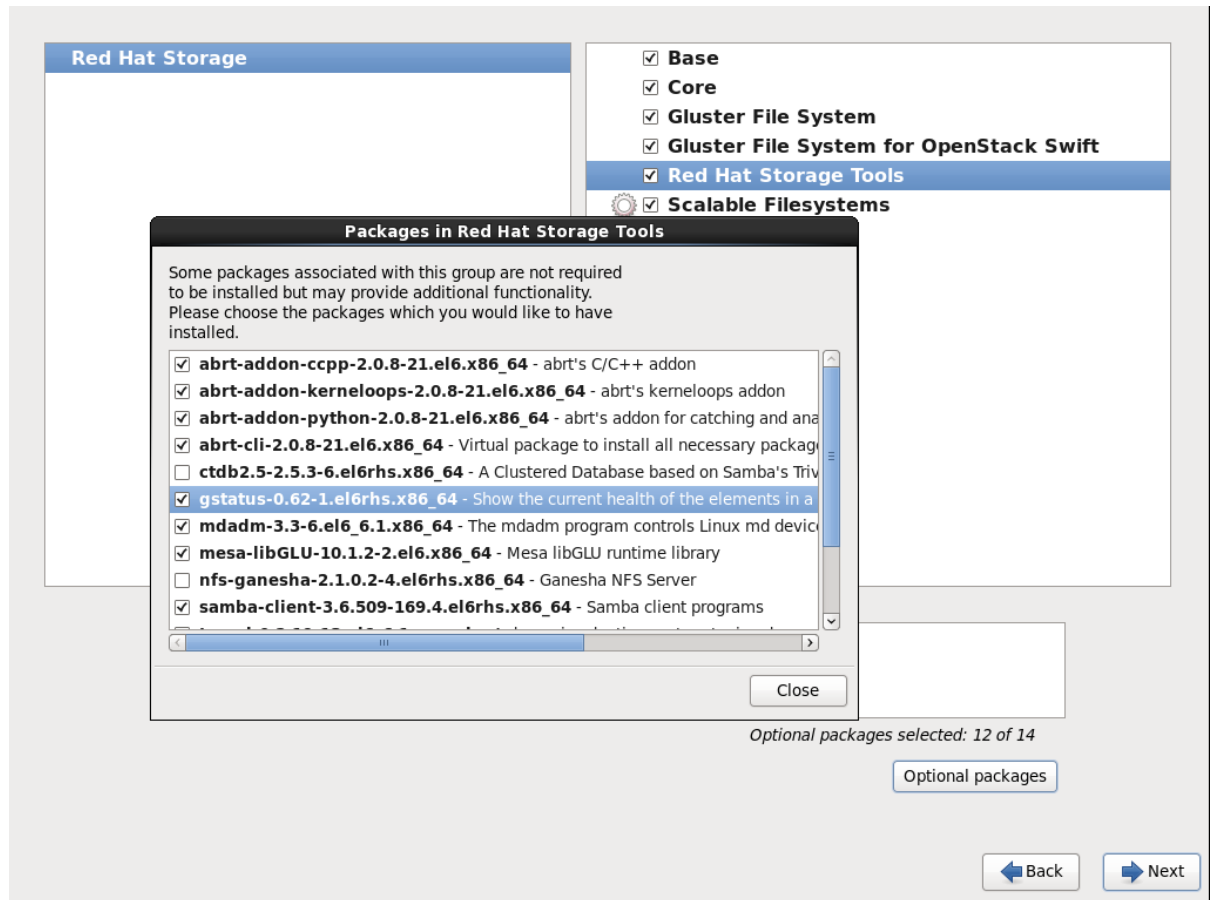 Red Hat Storage
Base
Core
Gluster File System
Gluster File System for OpenStack Swift
Red Hat Storage Tools
Scalable Filesystems
Packages in Red Hat Storage Tools
Some packages associated with this group are not required
to be installed but may provide additional functionality.
Please choose the packages which you would like to have
installed.
abrt-addon-ccpp-2.0.8-21.el6.x86_64 - abrt's C/C++ addon
abrt-addon-kerneloops-2.0.8-21.el6.x86_64 - abrt's kerneloops addon
abrt-addon-python-2.0.8-21.el6.x86_64 - abrt's addon for catching and ana
abrt-cli-2.0.8-21.el6.x86_64 - Virtual package to install all necessary packag
ctdb2.5-2.5.3-6.el6rhs.x86_64 - A Clustered Database based on Samba's Triv
gstatus-0.62-1.el6rhs.x86_64 - Show the current health of the elements in a
mdadm-3.3-6.el6_6.1.x86_64 - The mdadm program controls Linux md devic
mesa-libGLU-10.1.2-2.el6.x86_64 - Mesa libGLU runtime library
nfs-ganesha-2.1.0.2-4.el6rhs.x86_64 - Ganesha NFS Server
samba-client-3.6.509-169.4.el6rhs.x86_64 - Samba client programs
Close
Optional packages selected: 12 of 14
Optional packages
Back
Next